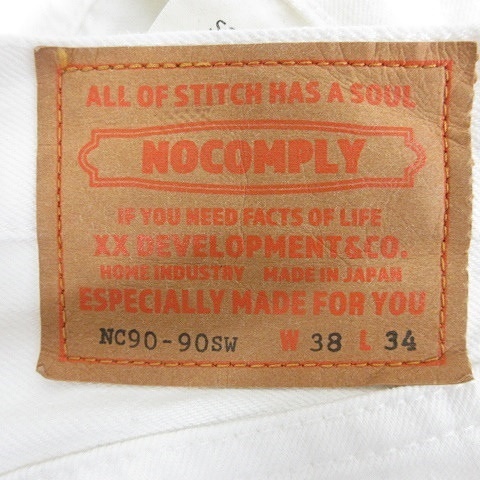 ALL OF STITCH HAS A SOUL
NOCOMPLY
IF YOU NEED FACTS OF LIFE
XX DEVELOPMENT&CO.
HOME INDUSTRY MADE IN JAPAN
ESPECIALLY MADE FOR YOU
NC90-90SW W 38 L 34